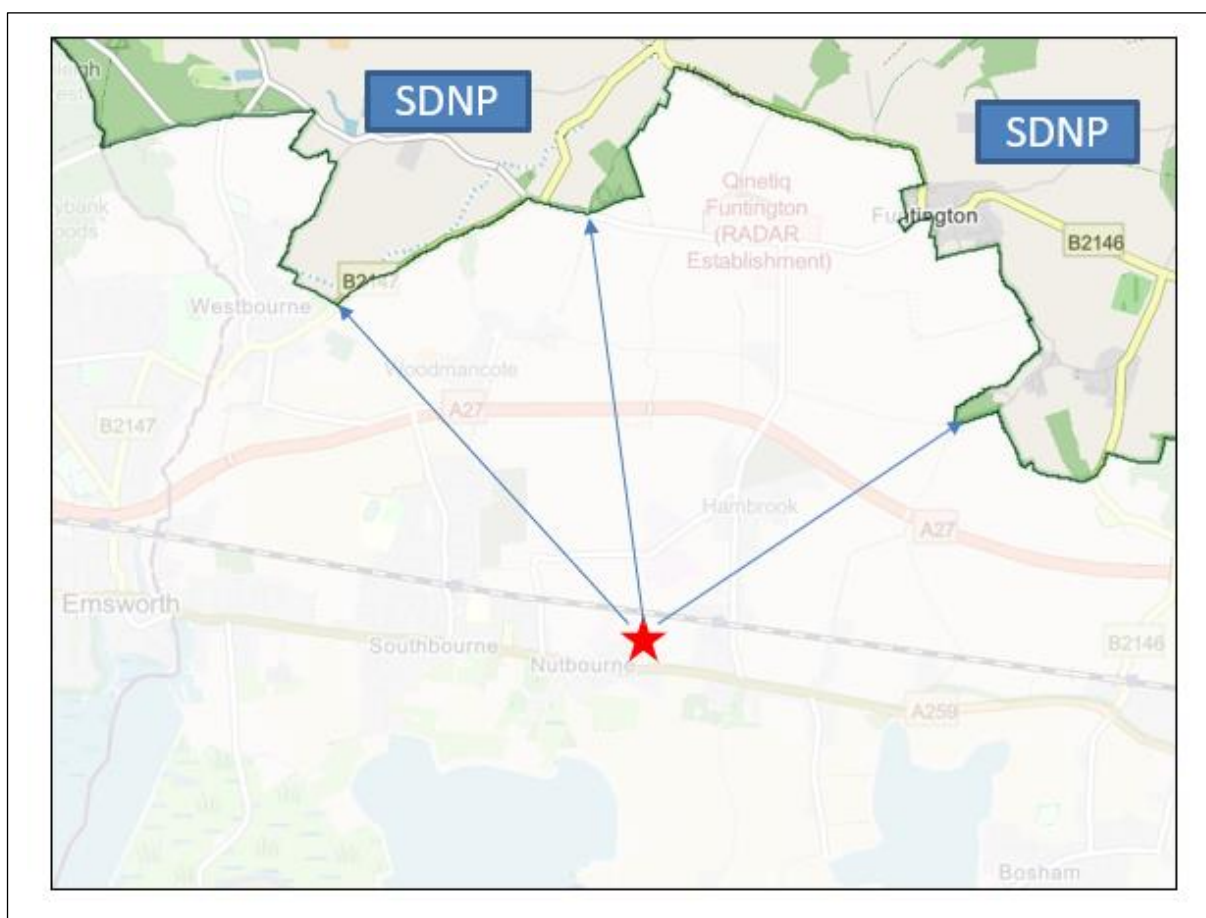 SDNP
SDNP
Qinetiq
Funtington
(RADAR
Establishment)
Funtington
B2146
B2147
Westbourne
Woodmancote
A27
B2147
Hambrook
A27
Emsworth
Southbourne
Nutbourne
B2146
A259
Bosham